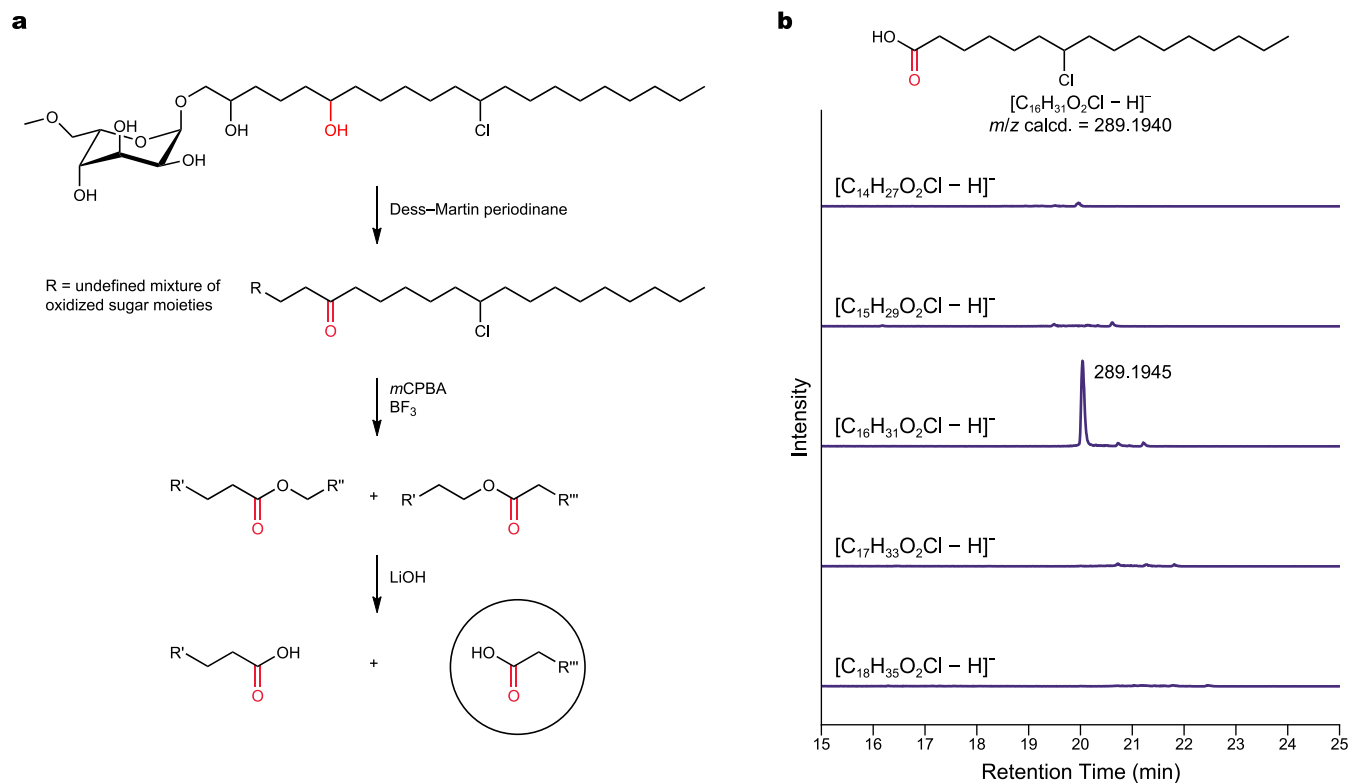 a
O
O
O
OH
OH
OH
OH
OH
Cl
Dess–Martin periodinane
R = undefined mixture of
oxidized sugar moieties
R
O
Cl
mCPBA
BF₃
R'
O
R"
O
+
R'
O
R'"
O
LiOH
R'
OH
O
+
HO
R'"
O
b
HO
O
Cl
[C₁₆H₃₁O₂Cl – H]⁻
m/z calcd. = 289.1940
[C₁₄H₂₇O₂Cl – H]⁻
[C₁₅H₂₉O₂Cl – H]⁻
289.1945
[C₁₆H₃₁O₂Cl – H]⁻
[C₁₇H₃₃O₂Cl – H]⁻
[C₁₈H₃₅O₂Cl – H]⁻
Intensity
15 16 17 18 19 20 21 22 23 24 25
Retention Time (min)